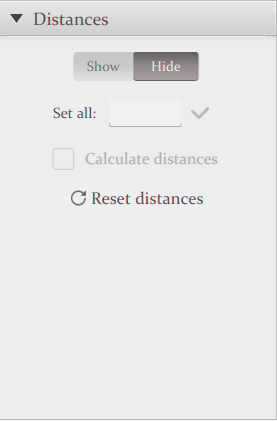 Distances
Show Hide
Set all:
Calculate distances
Reset distances